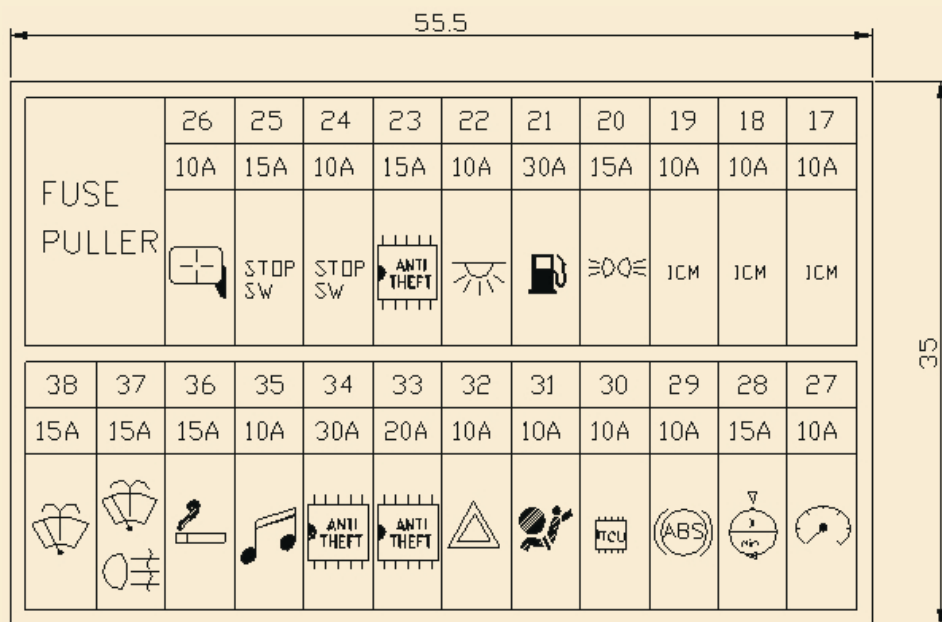 55.5
26 25 24 23 22 21 20 19 18 17
10A 15A 10A 15A 10A 30A 15A 10A 10A 10A
FUSE
PULLER
STOP
SW
STOP
SW
ANTI
THEFT
ICM
ICM
ICM
35
38 37 36 35 34 33 32 31 30 29 28 27
15A 15A 15A 10A 30A 20A 10A 10A 10A 10A 15A 10A
ANTI
THEFT
ANTI
THEFT
TCU
(ABS)
min